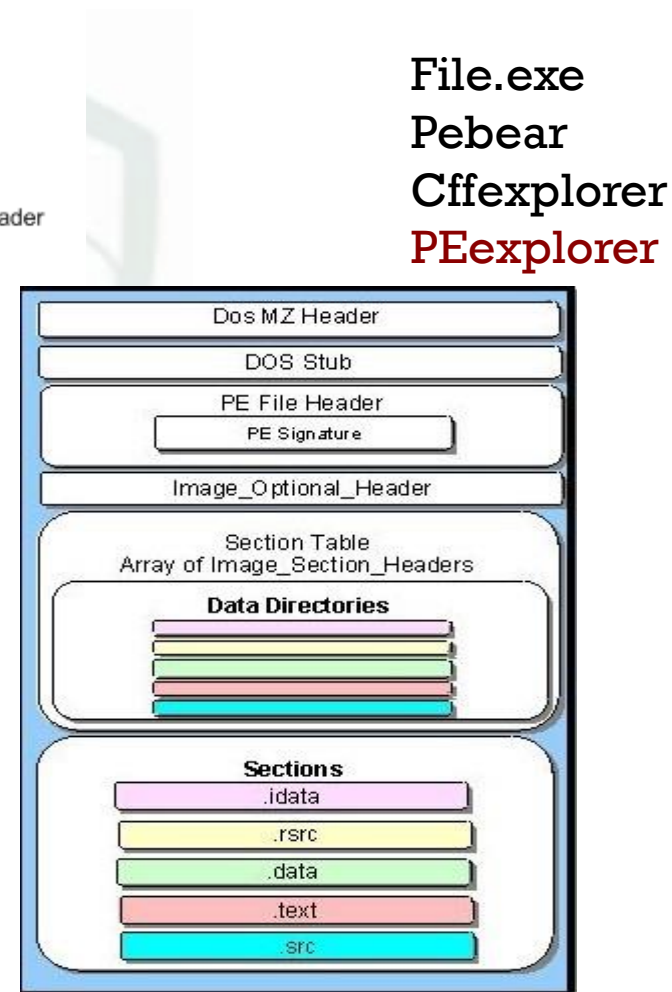 File.exe
Pebear
Cffexplorer
PEexplorer
ader
Dos MZ Header
DOS Stub
PE File Header
PE Signature
Image_Optional_Header
Section Table
Array of Image_Section_Headers
Data Directories
Sections
.idata
.rsrc
.data
.text
.src